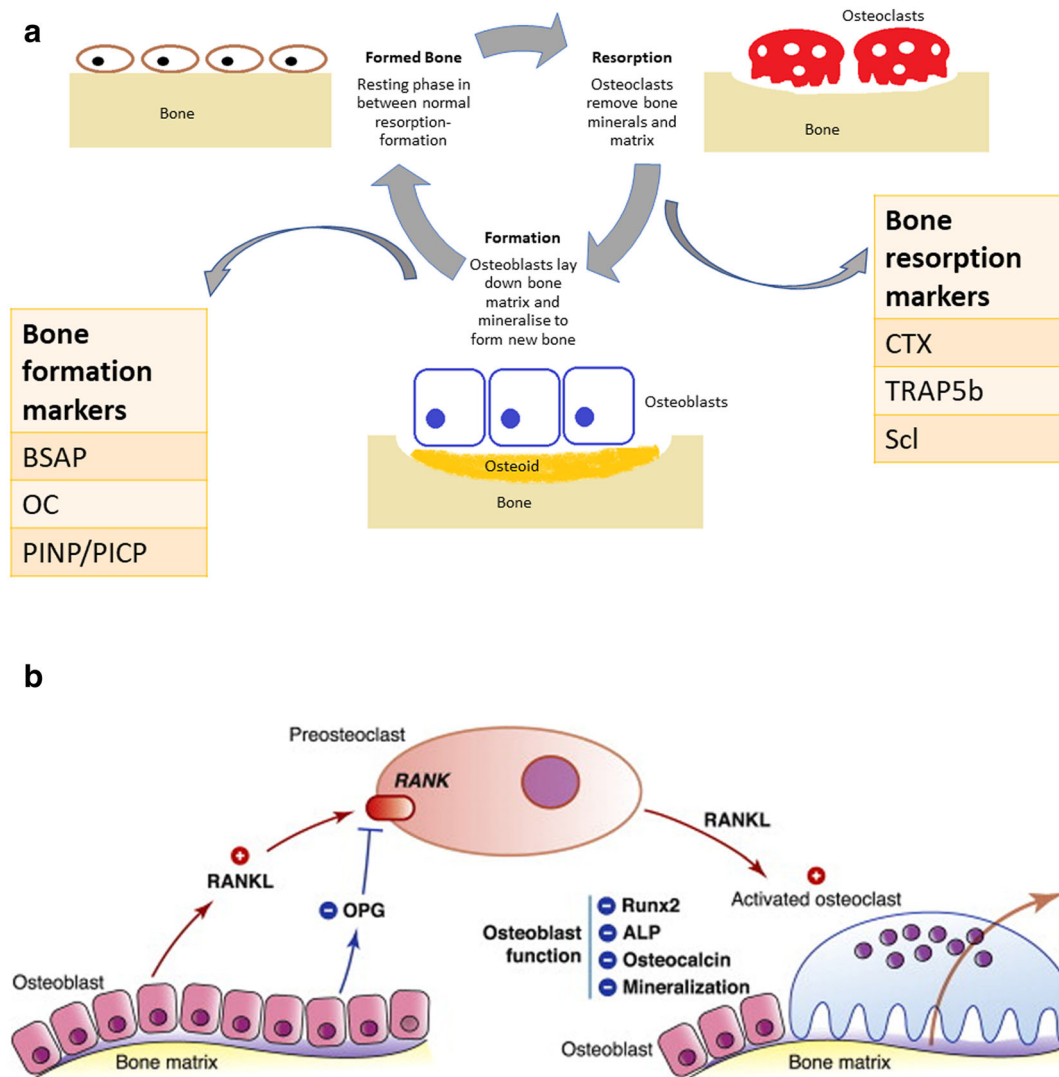 a
Formed Bone
Resting phase in
between normal
resorption-
formation
Resorption
Osteoclasts
remove bone
minerals and
matrix
Osteoclasts
Bone
Bone
Formation
Osteoblasts lay
down bone
matrix and
mineralise to
form new bone
Osteoblasts
Osteoid
Bone
Bone
formation
markers
BSAP
OC
PINP/PICP
Bone
resorption
markers
CTX
TRAP5b
Scl
b
Preosteoclast
RANK
+
RANKL
- OPG
RANKL
+
Activated osteoclast
Osteoblast
function
- Runx2
- ALP
- Osteocalcin
- Mineralization
Osteoblast
Bone matrix
Osteoblast
Bone matrix